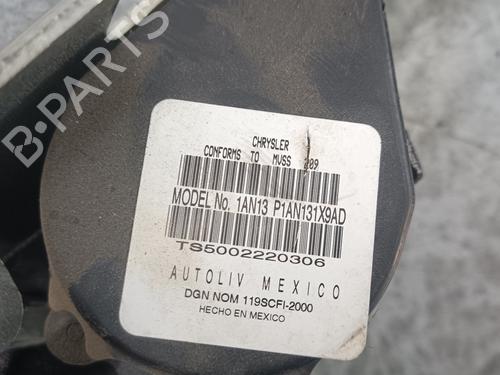 B-PARTS
CHRYSLER
CONFORMS TO MVSS 209
MODEL No. 1AN13 P1AN131X9AD
TS5002220306
AUTOLIV MEXICO
DGN NOM 119SCFI-2000
HECHO EN MEXICO